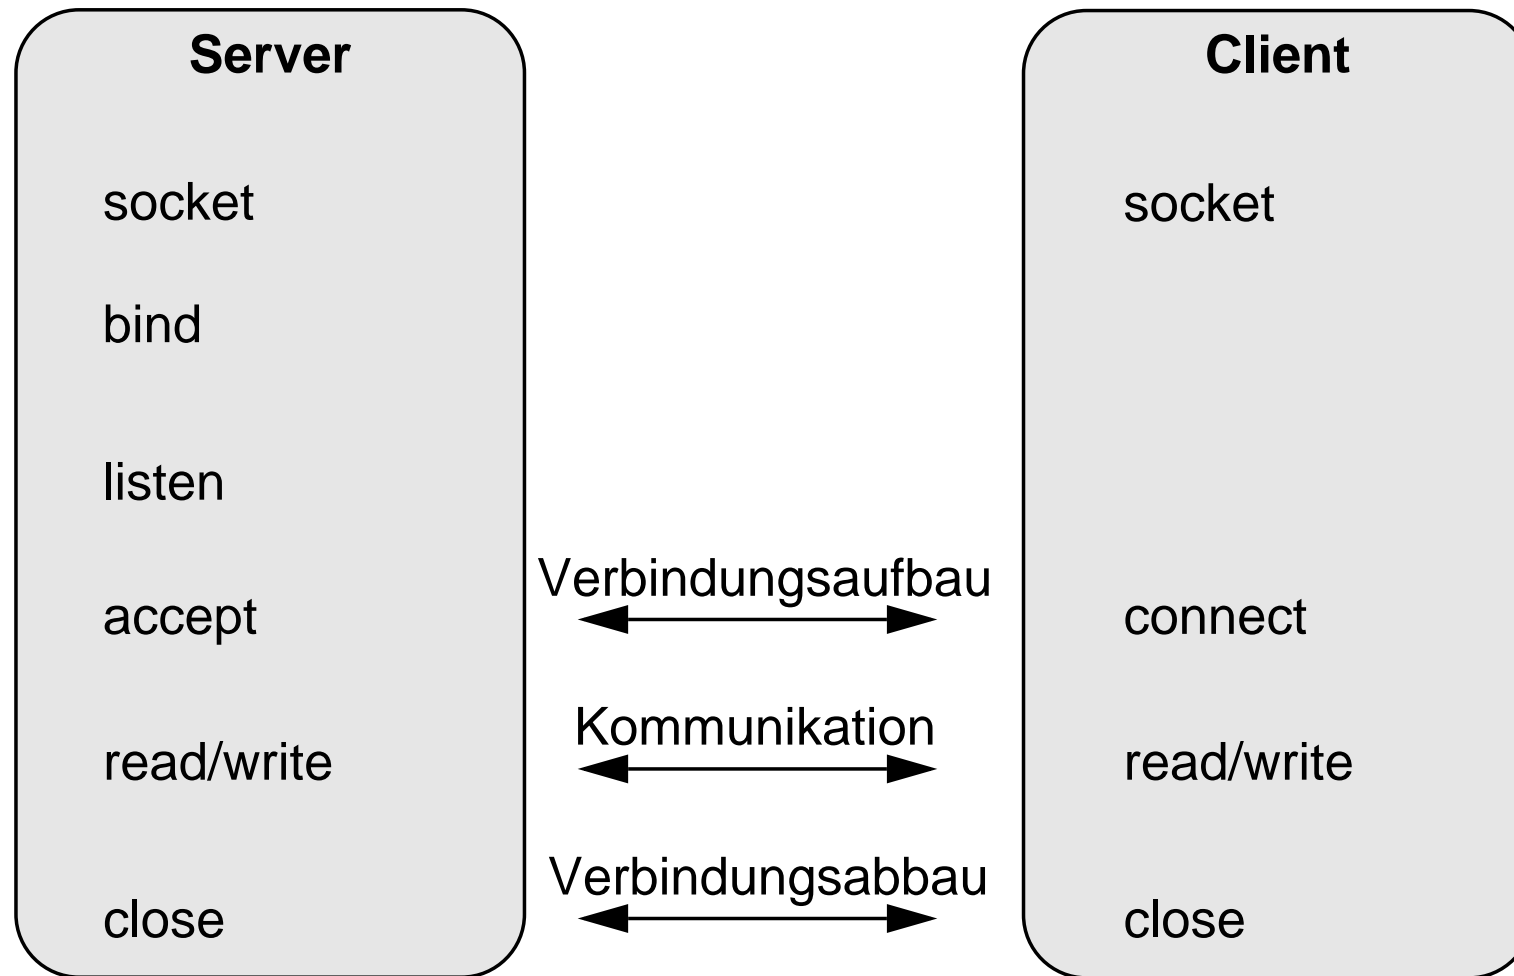 Server
socket
bind
listen
accept
read/write
close
Verbindungsaufbau
Kommunikation
Verbindungsabbau
Client
socket
connect
read/write
close